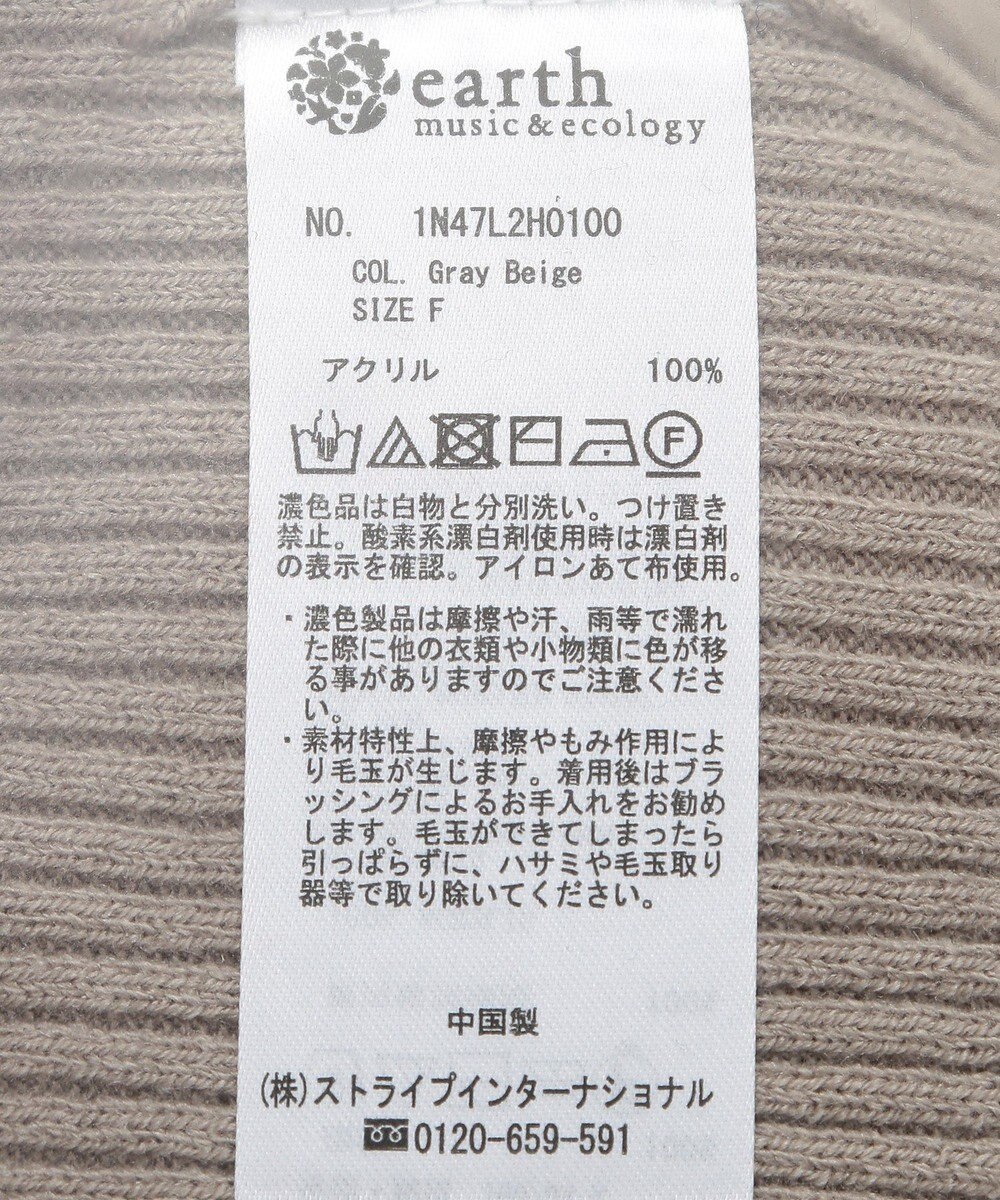 earth
music&ecology
NO. 1N47L2H0100
COL. Gray Beige
SIZE F
アクリル 100%
F
濃色品は白物と分別洗い。つけ置き
禁止。酸素系漂白剤使用時は漂白剤
の表示を確認。アイロンあて布使用。
・濃色製品は摩擦や汗、雨等で濡れ
た際に他の衣類や小物類に色が移
る事がありますのでご注意くださ
い。
・素材特性上、摩擦やもみ作用によ
り毛玉が生じます。着用後はブラ
ッシングによるお手入れをお勧め
します。毛玉ができてしまったら
引っぱらずに、ハサミや毛玉取り
器等で取り除いてください。
中国製
(株)ストライプインターナショナル
0120-659-591